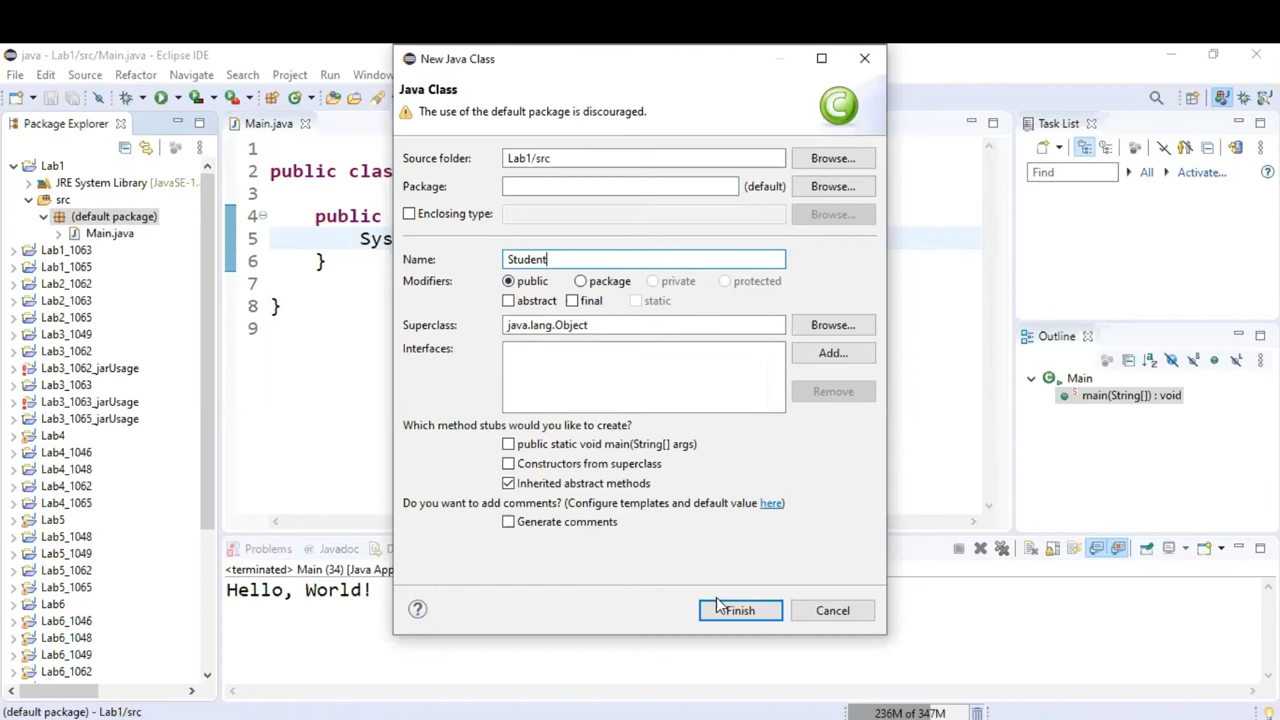 java - Lab1/src/Main.java - Eclipse IDE
File Edit Source Refactor Navigate Search Project Run Window
Package Explorer
Lab1
JRE System Library [JavaSE-1.
src
(default package)
Main.java
Lab1_1063
Lab1_1065
Lab2_1062
Lab2_1063
Lab2_1065
Lab3_1049
Lab3_1062
Lab3_1062_jarUsage
Lab3_1063
Lab3_1063_jarUsage
Lab3_1065_jarUsage
Lab4
Lab4_1046
Lab4_1048
Lab4_1062
Lab4_1065
Lab5
Lab5_1048
Lab5_1049
Lab5_1062
Lab5_1065
Lab6
Lab6_1046
Lab6_1048
Lab6_1049
Lab6_1062
Main.java
1
2 public clas
3
4 public
5 Sys
6 }
7
8 }
9
New Java Class
Java Class
The use of the default package is discouraged.
Source folder: Lab1/src Browse...
Package: (default) Browse...
Enclosing type: Browse...
Name: Student
Modifiers: public package private protected
abstract final static
Superclass: java.lang.Object Browse...
Interfaces: Add...
Remove
Which method stubs would you like to create?
public static void main(String[] args)
Constructors from superclass
Inherited abstract methods
Do you want to add comments? (Configure templates and default value here)
Generate comments
Finish Cancel
Task List
Find All Activate...
Outline
Main
main(String[]) : void
Problems Javadoc D
<terminated> Main (34) [Java App
Hello, World!
(default package) - Lab1/src
236M of 347M